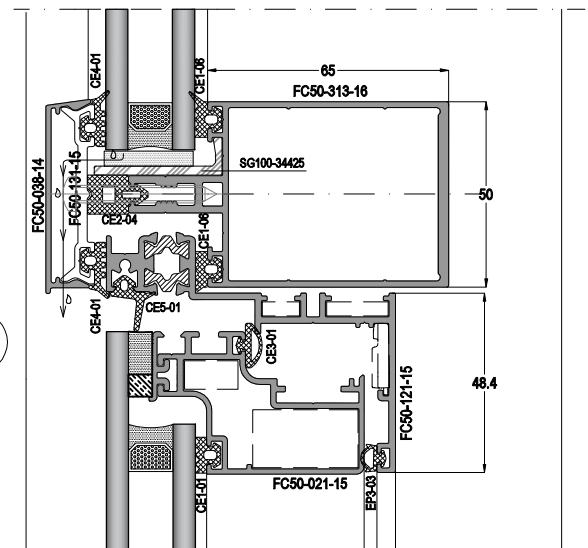 CE4-01
CE1-06
65
FC50-313-16
SG100-34425
FC50-038-14
FC50-131-15
50
CE2-04
CE1-06
CE4-01
CE5-01
CE3-01
48.4
FC50-121-15
CE1-01
FC50-021-15
EP3-03